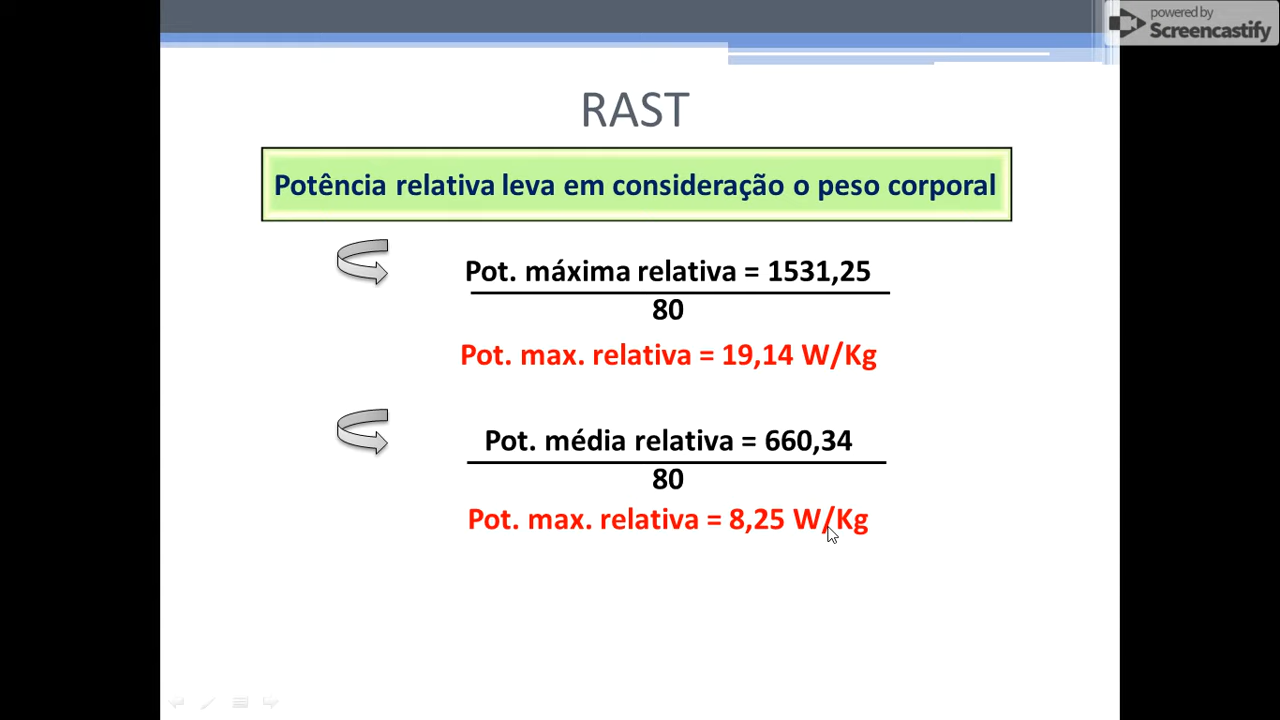 powered by
Screencastify
RAST
Potência relativa leva em consideração o peso corporal
Pot. máxima relativa = 1531,25
80
Pot. max. relativa = 19,14 W/Kg
Pot. média relativa = 660,34
80
Pot. max. relativa = 8,25 W/Kg